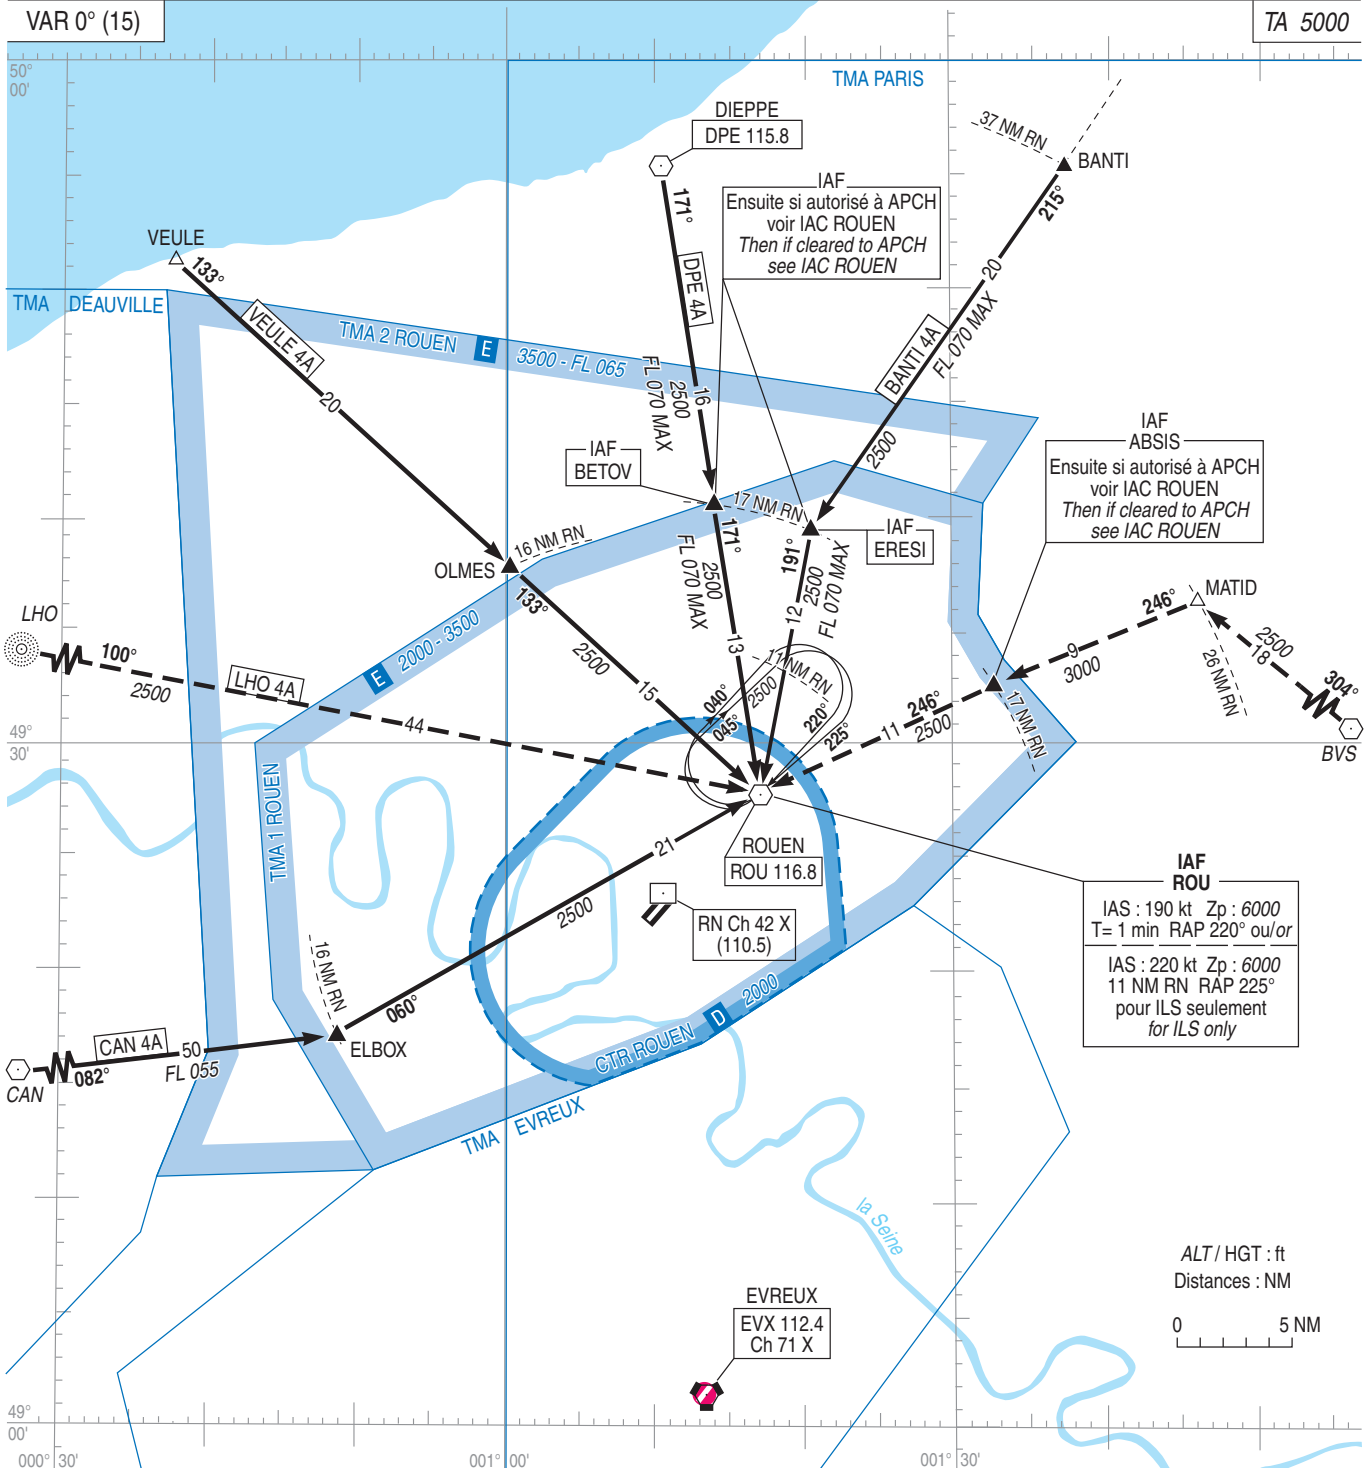 VAR 0° (15)
TA 5000
50°
00'
TMA PARIS
DIEPPE
DPE 115.8
37 NM RN
BANTI
215°
IAF
Ensuite si autorisé à APCH
voir IAC ROUEN
Then if cleared to APCH
see IAC ROUEN
171°
VEULE
133°
DPE 4A
20
TMA DEAUVILLE
VEULE 4A
TMA 2 ROUEN E 3500 - FL 065
BANTI 4A
FL 070 MAX
20
16
2500
FL 070 MAX
2500
IAF
BETOV
IAF
ABSIS
Ensuite si autorisé à APCH
voir IAC ROUEN
Then if cleared to APCH
see IAC ROUEN
17 NM RN
171°
16 NM RN
OLMES
133°
IAF
ERESI
191°
2500
FL 070 MAX
2500
FL 070 MAX
12
13
MATID
246°
9
3000
26 NM RN
2500
18
304°
BVS
LHO
100°
2500
LHO 4A
44
E 2000 - 3500
2500
15
11 NM RN
2500
040°
045°
220°
225°
246°
11
2500
17 NM RN
49°
30'
TMA 1 ROUEN
21
2500
ROUEN
ROU 116.8
RN Ch 42 X
(110.5)
IAF
ROU
IAS : 190 kt Zp : 6000
T= 1 min RAP 220° ou/or
IAS : 220 kt Zp : 6000
11 NM RN RAP 225°
pour ILS seulement
for ILS only
16 NM RN
060°
ELBOX
CAN 4A
50
082°
FL 055
CAN
CTR ROUEN D 2000
TMA EVREUX
la Seine
ALT / HGT : ft
Distances : NM
0 5 NM
EVREUX
EVX 112.4
Ch 71 X
49°
00'
000° 30'
001° 00'
001° 30'